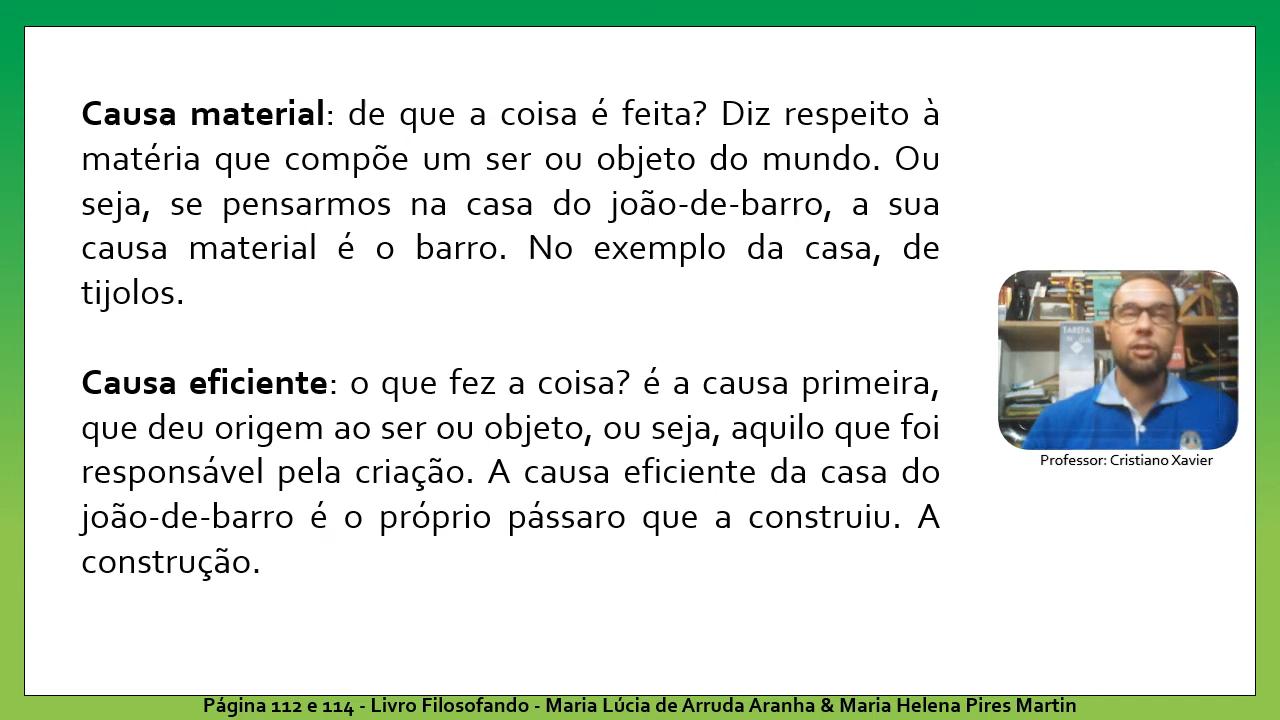 Causa material: de que a coisa é feita? Diz respeito à
matéria que compõe um ser ou objeto do mundo. Ou
seja, se pensarmos na casa do joão-de-barro, a sua
causa material é o barro. No exemplo da casa, de
tijolos.
Causa eficiente: o que fez a coisa? é a causa primeira,
que deu origem ao ser ou objeto, ou seja, aquilo que foi
responsável pela criação. A causa eficiente da casa do
joão-de-barro é o próprio pássaro que a construiu. A
construção.
TAREFA
Professor: Cristiano Xavier
Página 112 e 114 - Livro Filosofando - Maria Lúcia de Arruda Aranha & Maria Helena Pires Martin